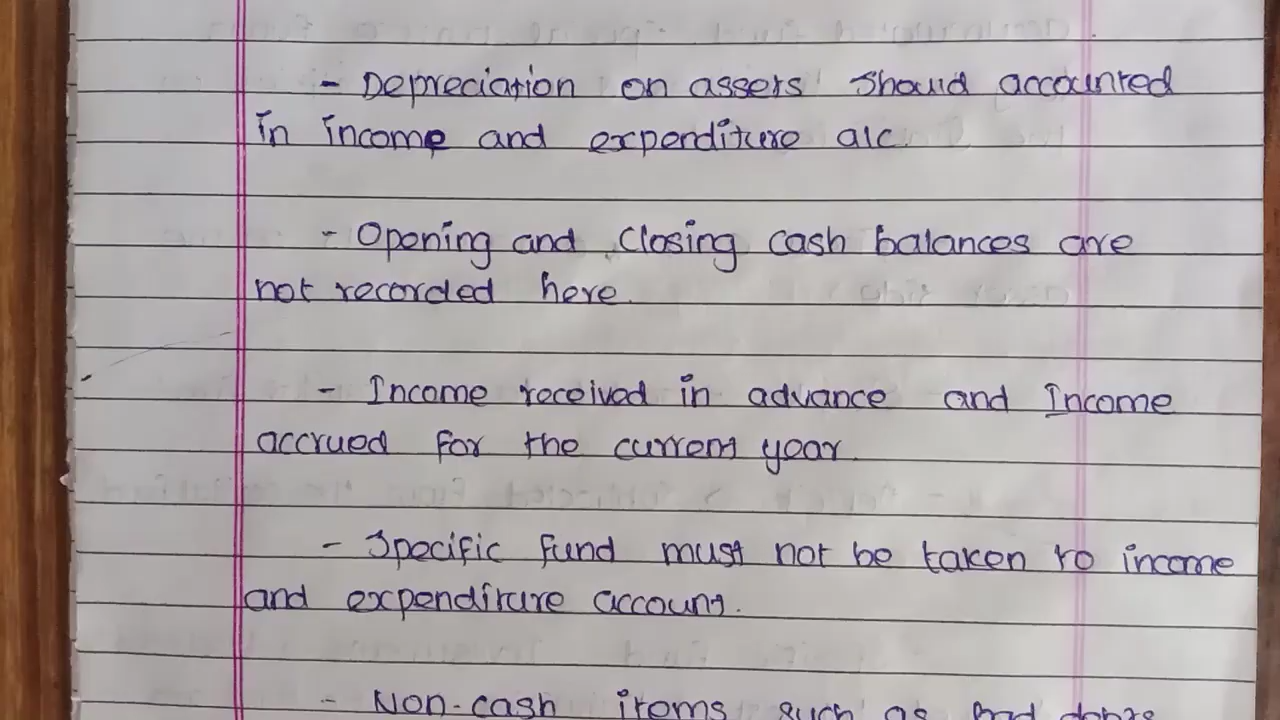 - Depreciation on assets should accounted
in income and expenditure a/c.
- Opening and closing cash balances are
not recorded here.
- Income received in advance and Income
accrued for the current year.
- Specific fund must not be taken to income
and expenditure account.
- Non-cash items such as Bad debts